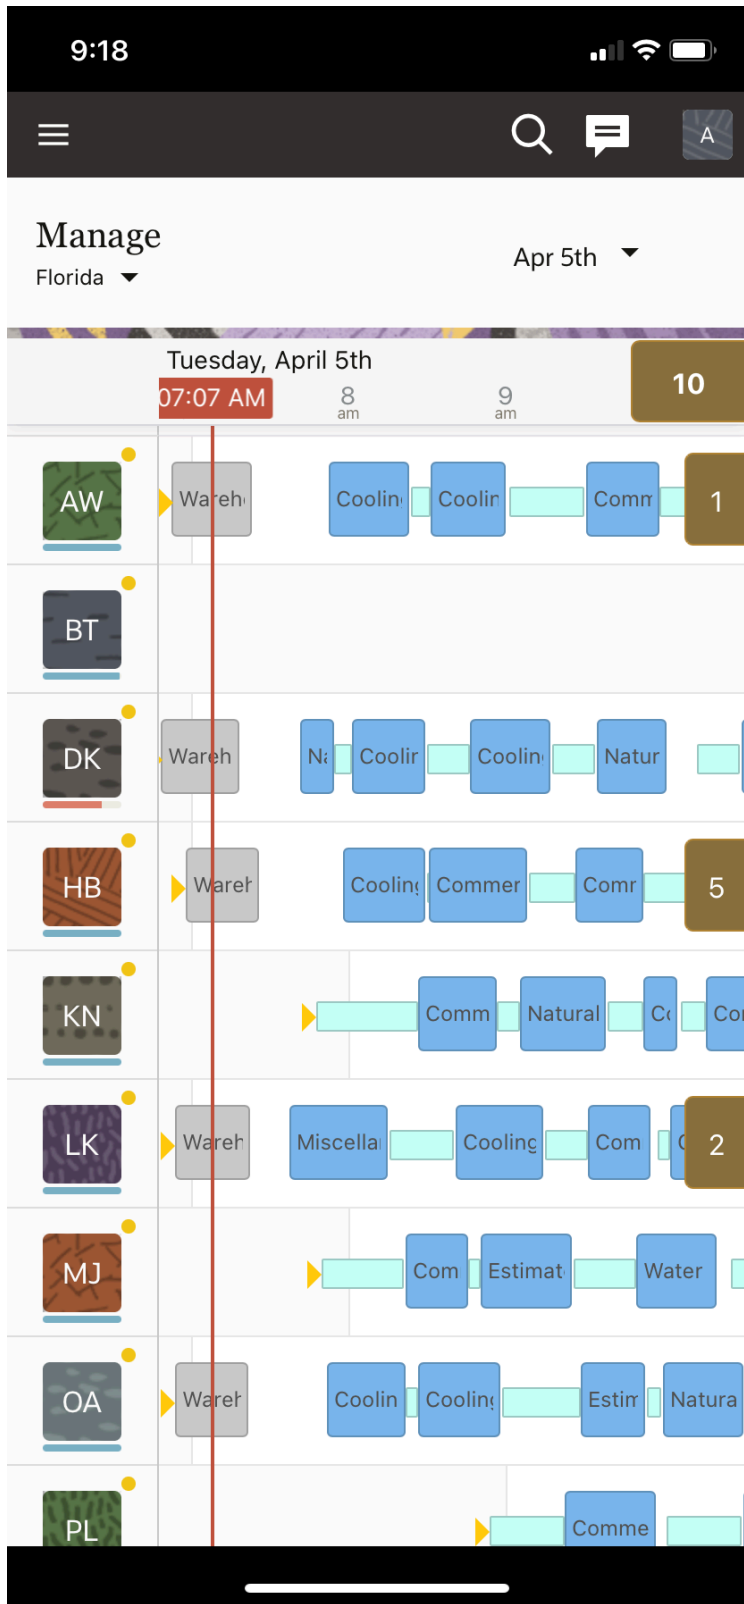 9:18
A
Manage
Florida
Apr 5th
Tuesday, April 5th
10
07:07 AM 8 am 9 am
AW Wareh Coolin Coolin Comm 1
BT
DK Wareh Na Coolin Cooling Natur
HB Wareh Cooling Commer Comr 5
KN Comm Natural Co Cor
LK Wareh Miscella Cooling Com C 2
MJ Com Estimat Water
OA Wareh Coolin Cooling Estim Natura
PL Comme